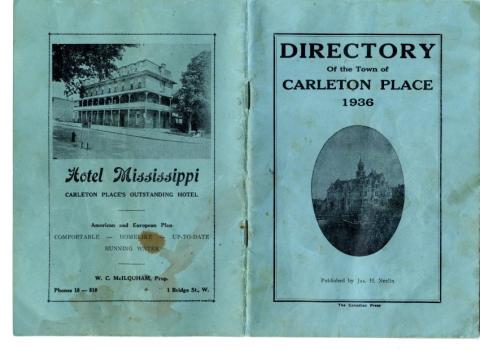 Hotel Mississippi
CARLETON PLACE'S OUTSTANDING HOTEL
American and European Plan
COMFORTABLE — HOMELIKE — UP-TO-DATE
RUNNING WATER
W. C. McILQUHAM, Prop.
Phones 18 — 510
1 Bridge St., W.
DIRECTORY
Of the Town of
CARLETON PLACE
1936
Published by Jas. H. Neelin
The Canadian Press